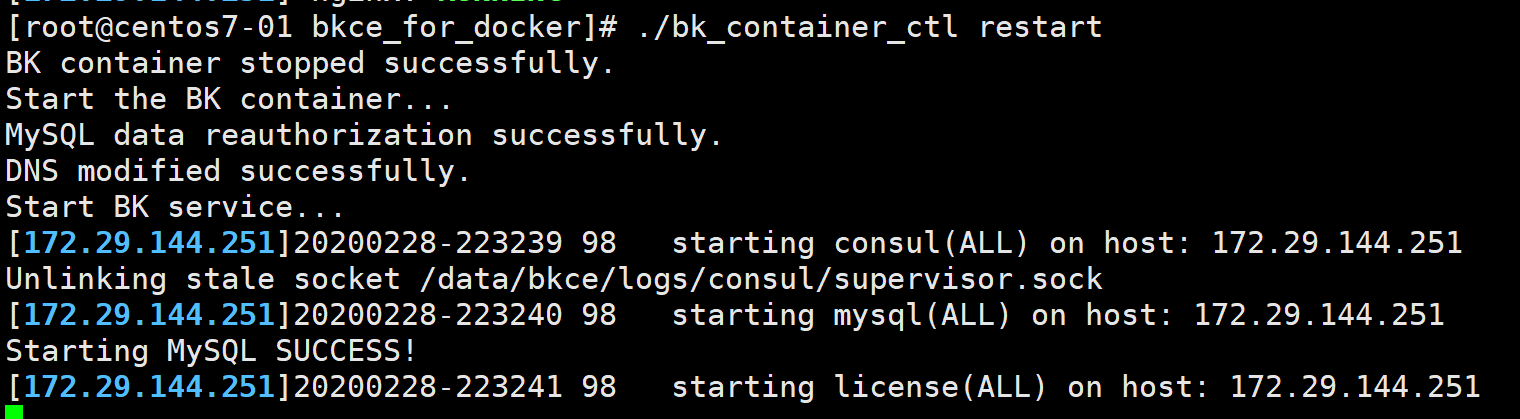 [root@centos7-01 bkce_for_docker]# ./bk_container_ctl restart
BK container stopped successfully.
Start the BK container...
MySQL data reauthorization successfully.
DNS modified successfully.
Start BK service...
[172.29.144.251]20200228-223239 98   starting consul(ALL) on host: 172.29.144.251
Unlinking stale socket /data/bkce/logs/consul/supervisor.sock
[172.29.144.251]20200228-223240 98   starting mysql(ALL) on host: 172.29.144.251
Starting MySQL SUCCESS!
[172.29.144.251]20200228-223241 98   starting license(ALL) on host: 172.29.144.251